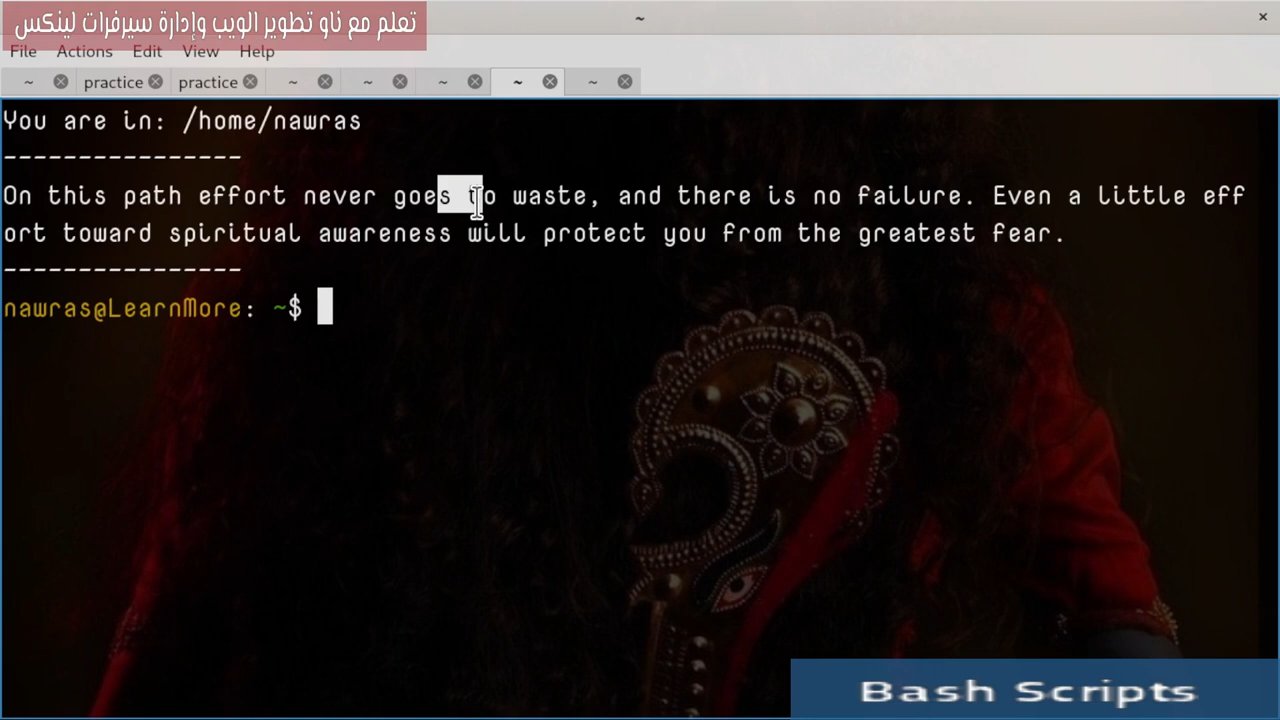 تعلم مع ناو تطوير الويب وإدارة سيرفرات لينكس
~
×
File Actions Edit View Help
~ practice practice ~ ~ ~ ~ ~
You are in: /home/nawras
----------------
On this path effort never goes to waste, and there is no failure. Even a little eff
ort toward spiritual awareness will protect you from the greatest fear.
----------------
nawras@LearnMore: ~$
Bash Scripts